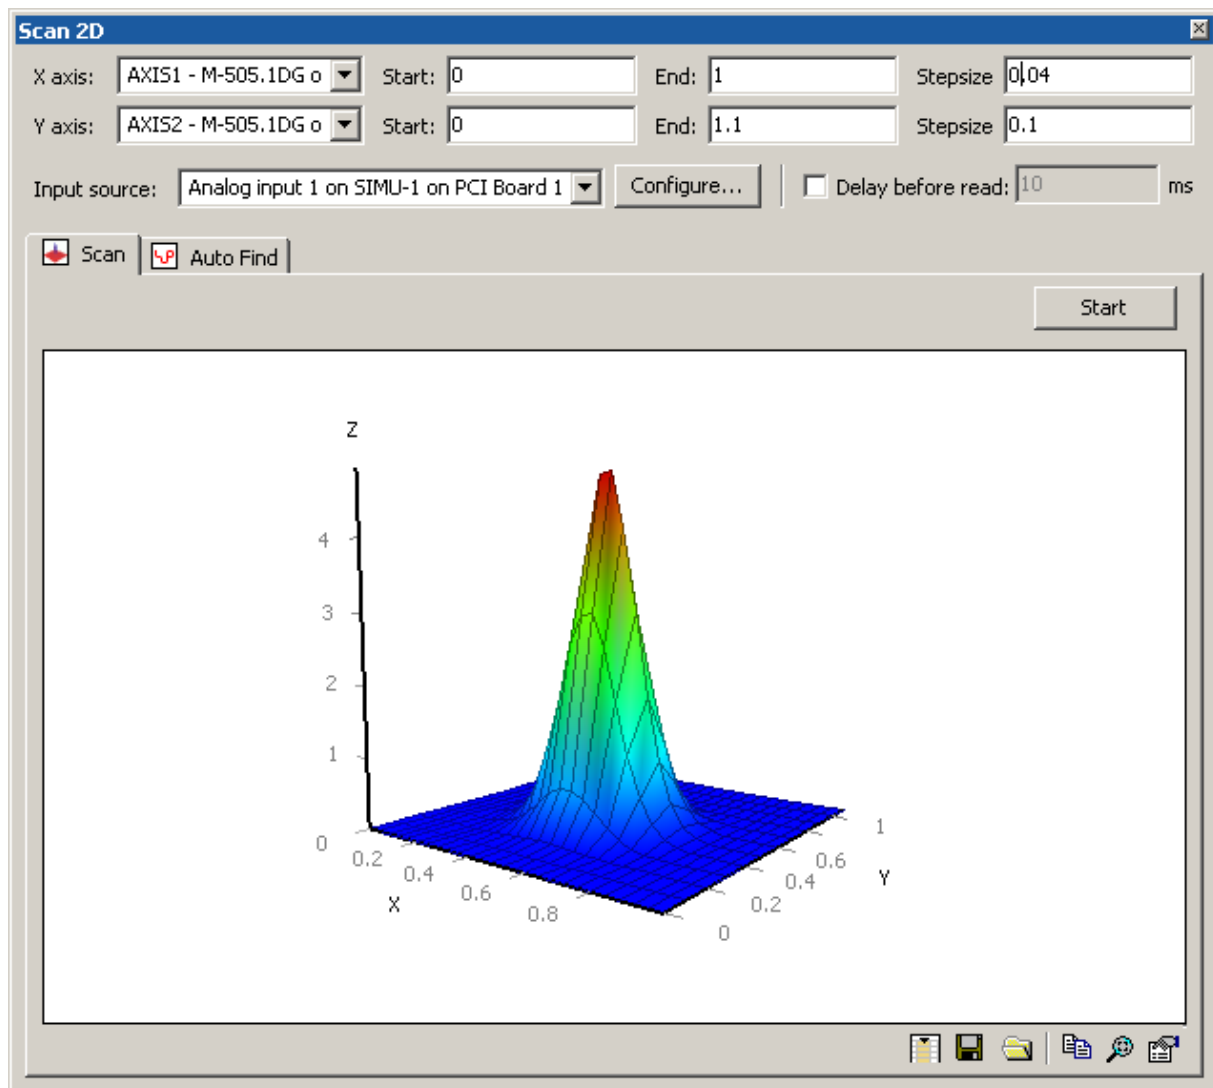 Scan 2D
X axis: AXIS1 - M-505.1DG o Start: 0 End: 1 Stepsize 0.04
Y axis: AXIS2 - M-505.1DG o Start: 0 End: 1.1 Stepsize 0.1
Input source: Analog input 1 on SIMU-1 on PCI Board 1 Configure... Delay before read: 10 ms
Scan Auto Find
Start
Z
4
3
2
1
0 0.2 0.4 0.6 0.8
X
0 0.2 0.4 0.6 1
Y